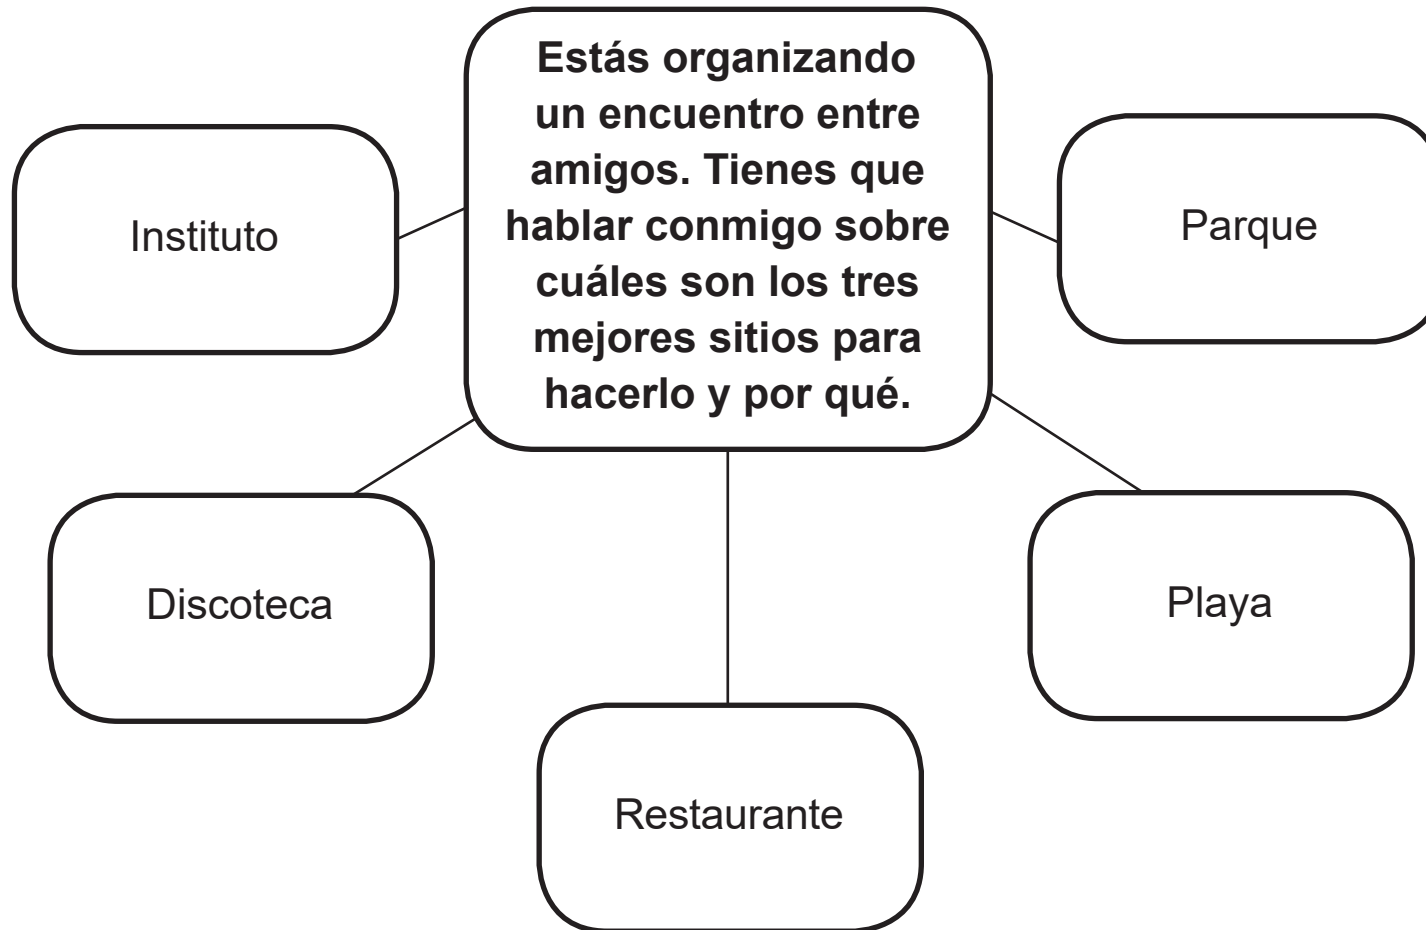 Estás organizando
un encuentro entre
amigos. Tienes que
hablar conmigo sobre
cuáles son los tres
mejores sitios para
hacerlo y por qué.
Instituto
Parque
Discoteca
Playa
Restaurante